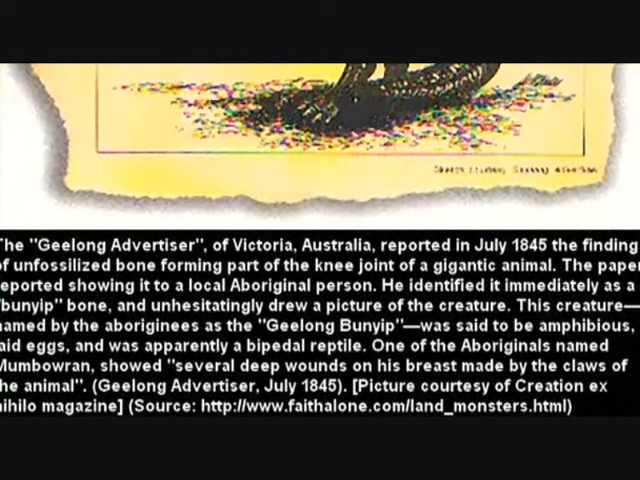 The "Geelong Advertiser", of Victoria, Australia, reported in July 1845 the finding
of unfossilized bone forming part of the knee joint of a gigantic animal. The paper
reported showing it to a local Aboriginal person. He identified it immediately as a
"bunyip" bone, and unhesitatingly drew a picture of the creature. This creature—
named by the aboriginees as the "Geelong Bunyip"—was said to be amphibious,
laid eggs, and was apparently a bipedal reptile. One of the Aboriginals named
Mumbowran, showed "several deep wounds on his breast made by the claws of
the animal". (Geelong Advertiser, July 1845). [Picture courtesy of Creation ex
nihilo magazine] (Source: http://www.faithalone.com/land_monsters.html)